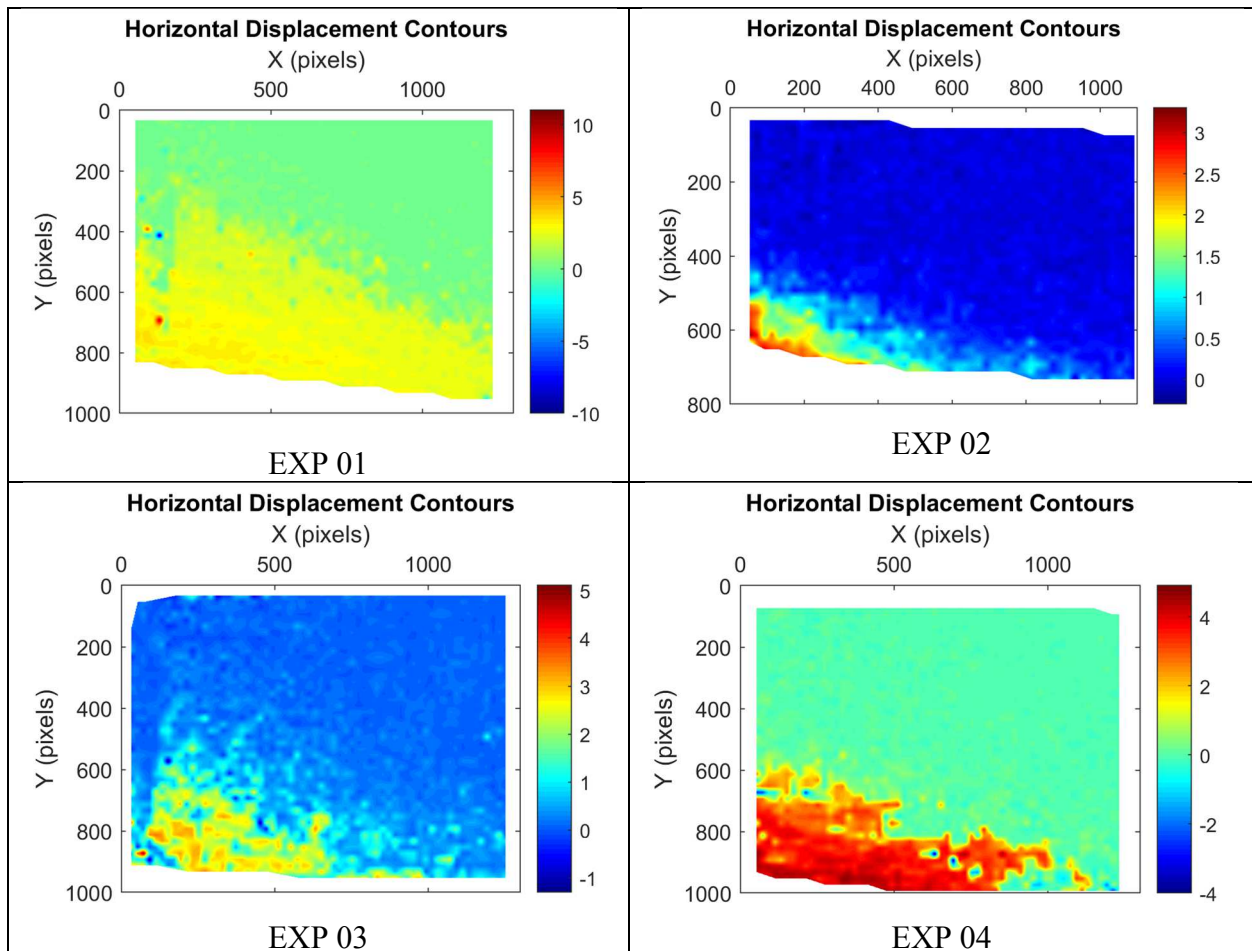 Horizontal Displacement Contours
X (pixels)
0 500 1000
0
200
400
600
800
1000
Y (pixels)
10
5
0
-5
-10
EXP 01
Horizontal Displacement Contours
X (pixels)
0 200 400 600 800 1000
0
200
400
600
800
Y (pixels)
3
2.5
2
1.5
1
0.5
0
EXP 02
Horizontal Displacement Contours
X (pixels)
0 500 1000
0
200
400
600
800
1000
Y (pixels)
5
4
3
2
1
0
-1
EXP 03
Horizontal Displacement Contours
X (pixels)
0 500 1000
0
200
400
600
800
1000
Y (pixels)
4
2
0
-2
-4
EXP 04